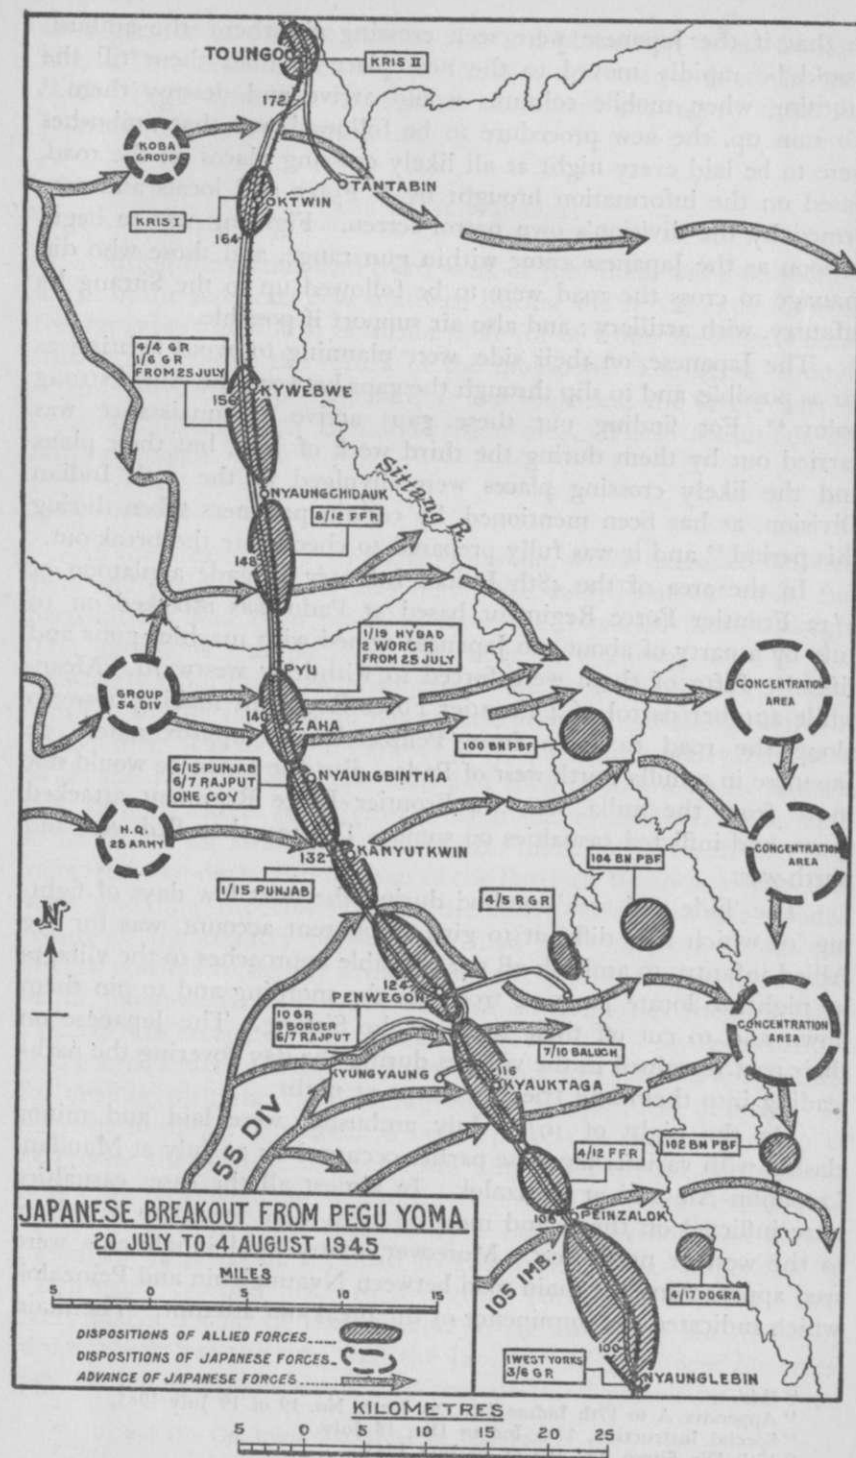 TOUNGOO
KRIS II
172
KOBA
GROUP
TANTABIN
OKTWIN
KRIS I
164
4/4 GR
1/6 GR
FROM 25 JULY
KYWEBWE
156
Sittang R.
NYAUNGCHIDAUK
8/12 FFR
148
1/19 HYBAD
2 WORC R
FROM 25 JULY
PYU
GROUP
54 DIV
CONCENTRATION
AREA
140
ZAHA
100 BN PBF
6/15 PUNJAB
6/7 RAJPUT
ONE COY
NYAUNGBINTHA
H.Q.
28 ARMY
132
KANYUTKWIN
104 BN PBF
CONCENTRATION
AREA
1/15 PUNJAB
4/5 RGR
N
124
PENWEGON
CONCENTRATION
AREA
10 GR
9 BORDER
6/7 RAJPUT
7/10 BALUCH
KYUNGYAUNG
116
KYAUKTAGA
55 DIV
102 BN PBF
4/12 FFR
108
PEINZALOK
JAPANESE BREAKOUT FROM PEGU YOMA
20 JULY TO 4 AUGUST 1945
MILES
5 0 5 10 15
105 IMB
4/17 DOGRA
DISPOSITIONS OF ALLIED FORCES
DISPOSITIONS OF JAPANESE FORCES
ADVANCE OF JAPANESE FORCES
100
1 WEST YORKS
3/6 GR
NYAUNGLEBIN
KILOMETRES
5 0 5 10 15 20 25